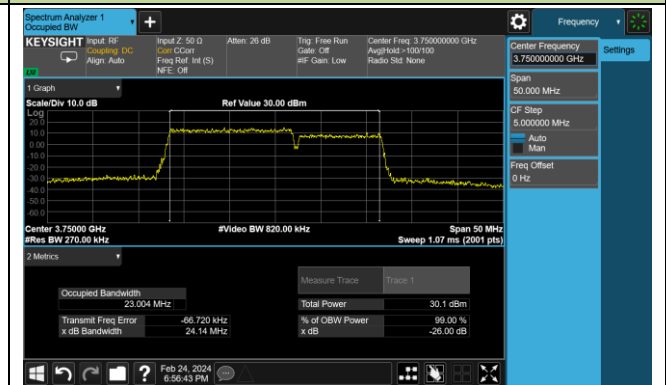 Spectrum Analyzer 1
Occupied BW
Frequency
KEYSIGHT
Input: RF
Coupling: DC
Align: Auto
Input Z: 50 Ω
Corr CCorr
Freq Ref: Int (S)
NFE: Off
Atten: 26 dB
Trig: Free Run
Gate: Off
#IF Gain: Low
Center Freq: 3.750000000 GHz
Avg|Hold:>100/100
Radio Std: None
LXI
1 Graph
Scale/Div 10.0 dB
Ref Value 30.00 dBm
Log
20.0
10.0
0.00
-10.0
-20.0
-30.0
-40.0
-50.0
-60.0
Center 3.75000 GHz
#Res BW 270.00 kHz
#Video BW 820.00 kHz
Span 50 MHz
Sweep 1.07 ms (2001 pts)
2 Metrics
Measure Trace
Trace 1
Occupied Bandwidth
23.004 MHz
Total Power
30.1 dBm
Transmit Freq Error
-66.720 kHz
% of OBW Power
99.00 %
x dB Bandwidth
24.14 MHz
x dB
-26.00 dB
Feb 24, 2024
6:56:43 PM
Center Frequency
3.750000000 GHz
Settings
Span
50.000 MHz
CF Step
5.000000 MHz
Auto
Man
Freq Offset
0 Hz